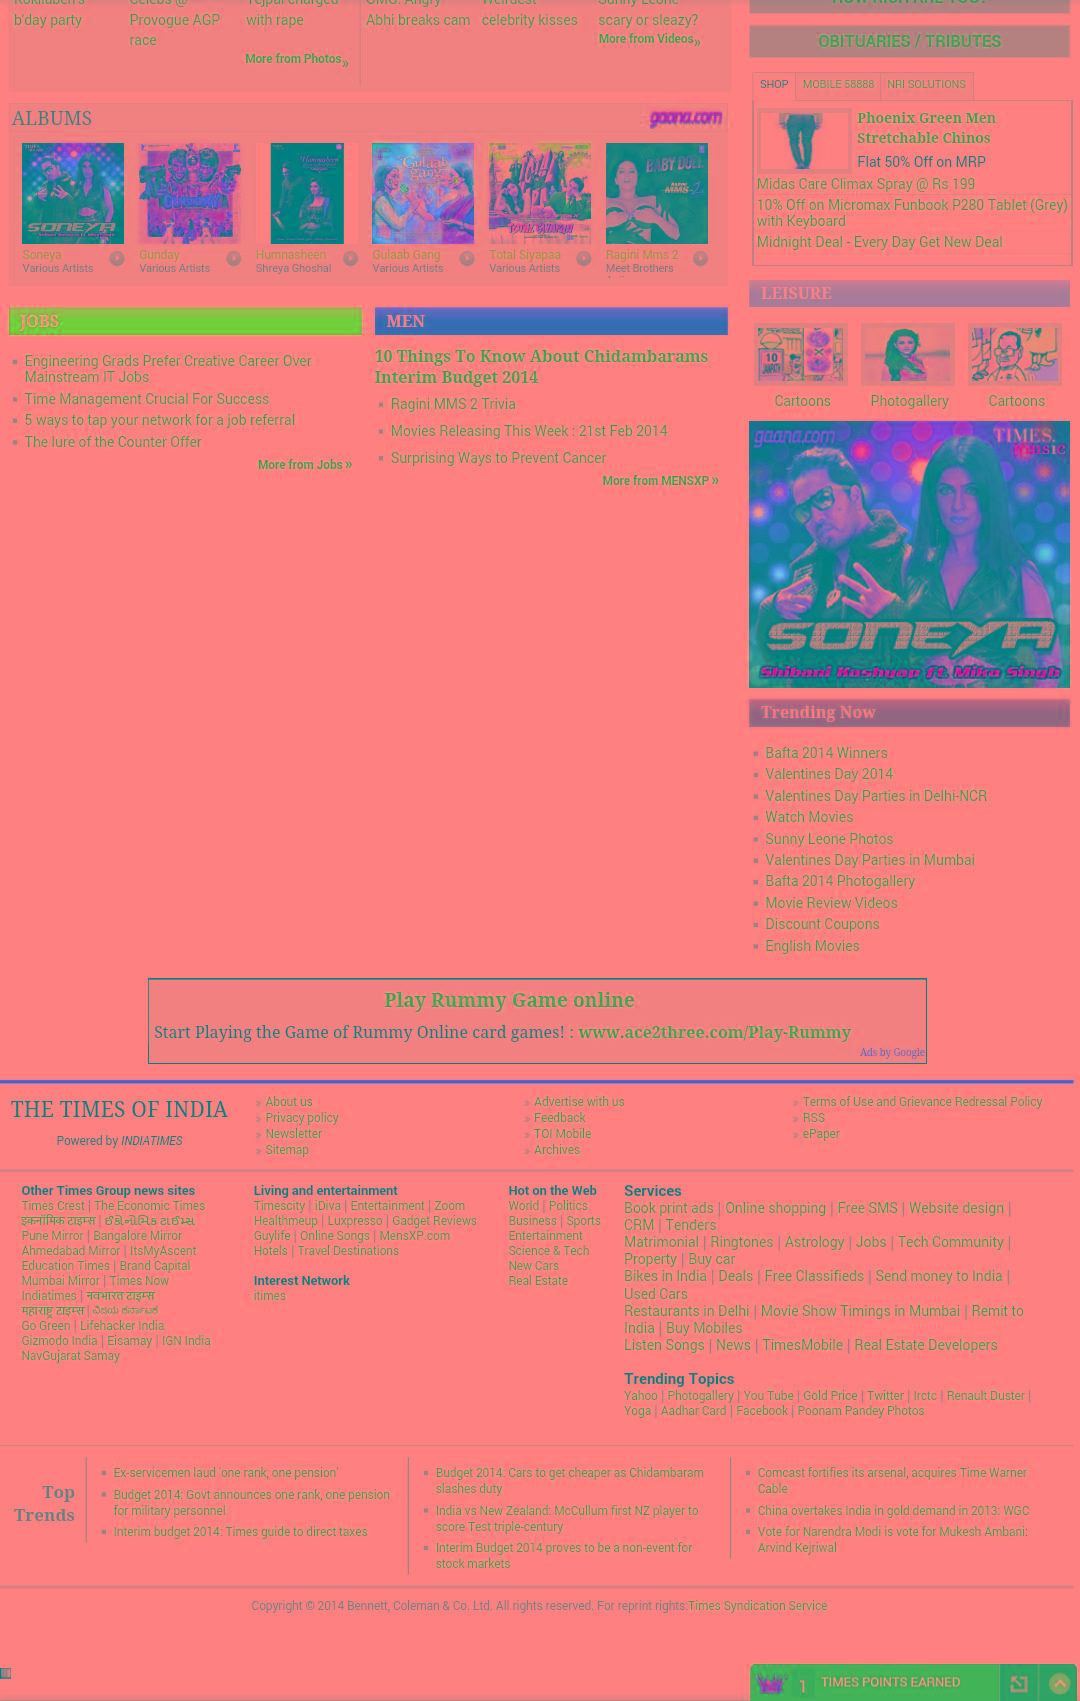 b'day party
Provogue AGP
race
Tejpal charged
with rape
More from Photos»
Abhi breaks cam
celebrity kisses
Sunny Leone
scary or sleazy?
More from Videos»
OBITUARIES / TRIBUTES
SHOP MOBILE 58888 NRI SOLUTIONS
Phoenix Green Men
Stretchable Chinos
Flat 50% Off on MRP
Midas Care Climax Spray @ Rs 199
10% Off on Micromax Funbook P280 Tablet (Grey)
with Keyboard
Midnight Deal - Every Day Get New Deal
ALBUMS
gaana.com
Soneya
Various Artists
Gunday
Various Artists
Humnasheen
Shreya Ghoshal
Gulaab Gang
Various Artists
Total Siyapaa
Various Artists
Ragini Mms 2
Meet Brothers
JOBS
Engineering Grads Prefer Creative Career Over
Mainstream IT Jobs
Time Management Crucial For Success
5 ways to tap your network for a job referral
The lure of the Counter Offer
More from Jobs »
MEN
10 Things To Know About Chidambarams
Interim Budget 2014
Ragini MMS 2 Trivia
Movies Releasing This Week : 21st Feb 2014
Surprising Ways to Prevent Cancer
More from MENSXP »
LEISURE
Cartoons
Photogallery
Cartoons
gaana.com
TIMES
music
SONEYA
Shibani Kashyap ft. Mika Singh
Trending Now
Bafta 2014 Winners
Valentines Day 2014
Valentines Day Parties in Delhi-NCR
Watch Movies
Sunny Leone Photos
Valentines Day Parties in Mumbai
Bafta 2014 Photogallery
Movie Review Videos
Discount Coupons
English Movies
Play Rummy Game online
Start Playing the Game of Rummy Online card games! : www.ace2three.com/Play-Rummy
Ads by Google
THE TIMES OF INDIA
Powered by INDIATIMES
» About us
» Privacy policy
» Newsletter
» Sitemap
» Advertise with us
» Feedback
» TOI Mobile
» Archives
» Terms of Use and Grievance Redressal Policy
» RSS
» ePaper
Other Times Group news sites
Times Crest | The Economic Times
इकनॉमिक टाइम्स | ઈકોનોમિક ટાઈમ્સ
Pune Mirror | Bangalore Mirror
Ahmedabad Mirror | ItsMyAscent
Education Times | Brand Capital
Mumbai Mirror | Times Now
Indiatimes | नवभारत टाइम्स
महाराष्ट्र टाइम्स | ವಿಜಯ ಕರ್ನಾಟಕ
Go Green | Lifehacker India
Gizmodo India | Eisamay | IGN India
NavGujarat Samay
Living and entertainment
Timescity | iDiva | Entertainment | Zoom
Healthmeup | Luxpresso | Gadget Reviews
Guylife | Online Songs | MensXP.com
Hotels | Travel Destinations
Interest Network
itimes
Hot on the Web
World | Politics
Business | Sports
Entertainment
Science & Tech
New Cars
Real Estate
Services
Book print ads | Online shopping | Free SMS | Website design |
CRM | Tenders
Matrimonial | Ringtones | Astrology | Jobs | Tech Community |
Property | Buy car
Bikes in India | Deals | Free Classifieds | Send money to India |
Used Cars
Restaurants in Delhi | Movie Show Timings in Mumbai | Remit to
India | Buy Mobiles
Listen Songs | News | TimesMobile | Real Estate Developers
Trending Topics
Yahoo | Photogallery | You Tube | Gold Price | Twitter | Irctc | Renault Duster |
Yoga | Aadhar Card | Facebook | Poonam Pandey Photos
Top
Trends
Ex-servicemen laud 'one rank, one pension'
Budget 2014: Govt announces one rank, one pension
for military personnel
Interim budget 2014: Times guide to direct taxes
Budget 2014: Cars to get cheaper as Chidambaram
slashes duty
India vs New Zealand: McCullum first NZ player to
score Test triple-century
Interim Budget 2014 proves to be a non-event for
stock markets
Comcast fortifies its arsenal, acquires Time Warner
Cable
China overtakes India in gold demand in 2013: WGC
Vote for Narendra Modi is vote for Mukesh Ambani:
Arvind Kejriwal
Copyright © 2014 Bennett, Coleman & Co. Ltd. All rights reserved. For reprint rights:Times Syndication Service
1 TIMES POINTS EARNED